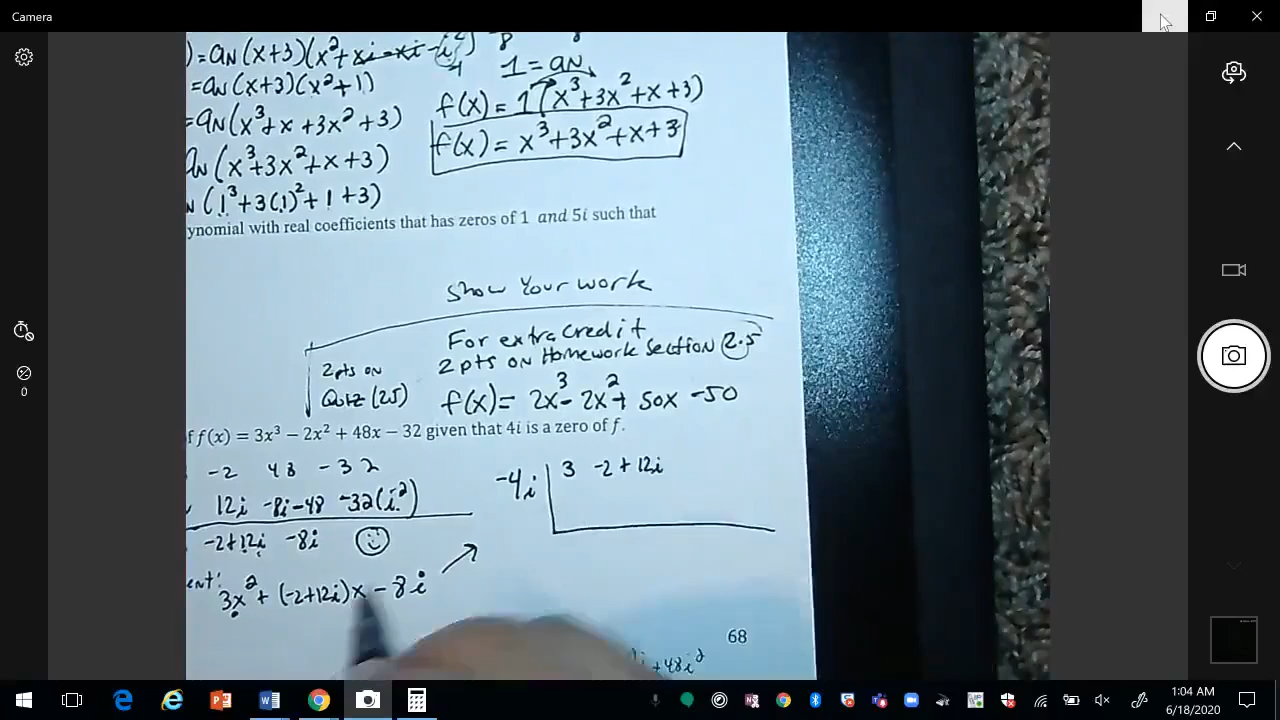 Camera
) = an (x+3)(x²+xi-xi-i²)
= an (x+3)(x²+1)
= an (x³+x+3x²+3)
an (x³+3x²+x+3)
N (1³+3(1)²+1+3)
1 = an
f(x) = 1 (x³+3x²+x+3)
f(x) = x³+3x²+x+3
ynomial with real coefficients that has zeros of 1 and 5i such that
Show Your work
For extra credit
2 pts on Homework Section 2.5
2pts on
Quiz (2.5)
f(x) = 2x³-2x²+50x-50
f f(x) = 3x³ − 2x² + 48x − 32 given that 4i is a zero of f.
-2 48 -32
12i -8i-48 -32(i²)
-2+12i -8i
-4i 3 -2+12i
ent:
3x²+(-2+12i)x-8i
+48i²
68
0
1:04 AM
6/18/2020